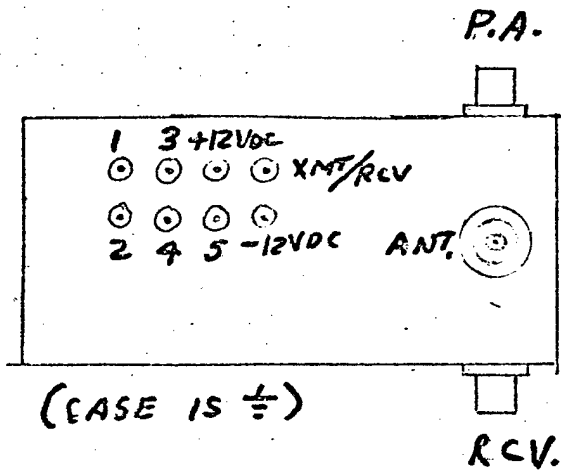 P.A.
1 3 +12VDC
XMT/RCV
2 4 5 -12VDC
ANT.
(CASE IS ⏚)
RCV.